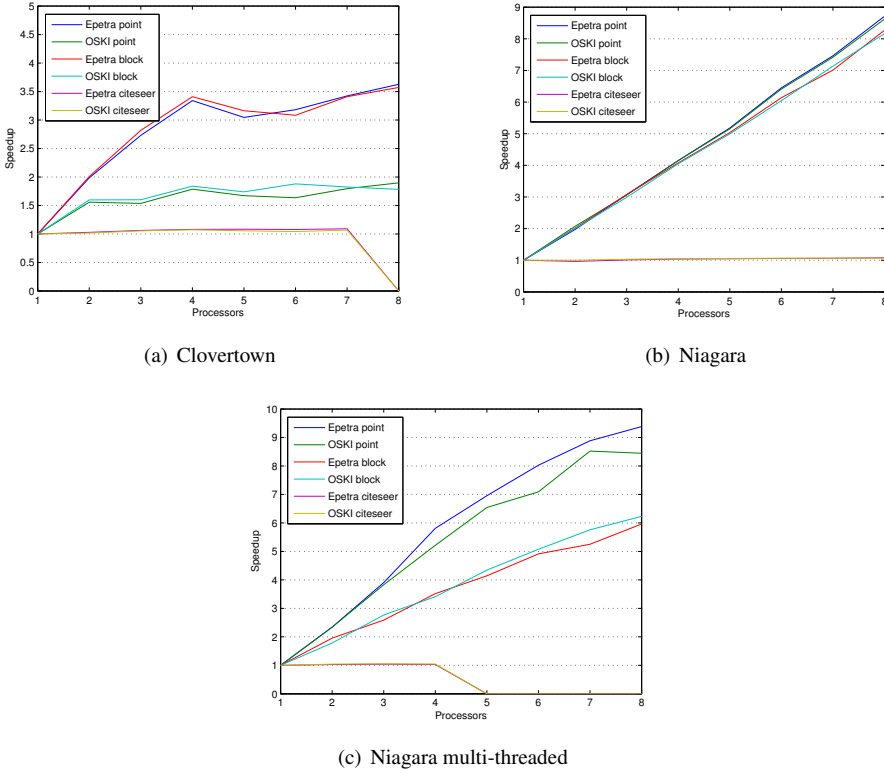 5
4.5
4
3.5
3
2.5
2
1.5
1
0.5
0
Speedup
Epetra point
OSKI point
Epetra block
OSKI block
Epetra citeseer
OSKI citeseer
1 2 3 4 5 6 7 8
Processors
(a) Clovertown
9
8
7
6
5
4
3
2
1
0
Speedup
Epetra point
OSKI point
Epetra block
OSKI block
Epetra citeseer
OSKI citeseer
1 2 3 4 5 6 7 8
Processors
(b) Niagara
10
9
8
7
6
5
4
3
2
1
0
Speedup
Epetra point
OSKI point
Epetra block
OSKI block
Epetra citeseer
OSKI citeseer
1 2 3 4 5 6 7 8
Processors
(c) Niagara multi-threaded